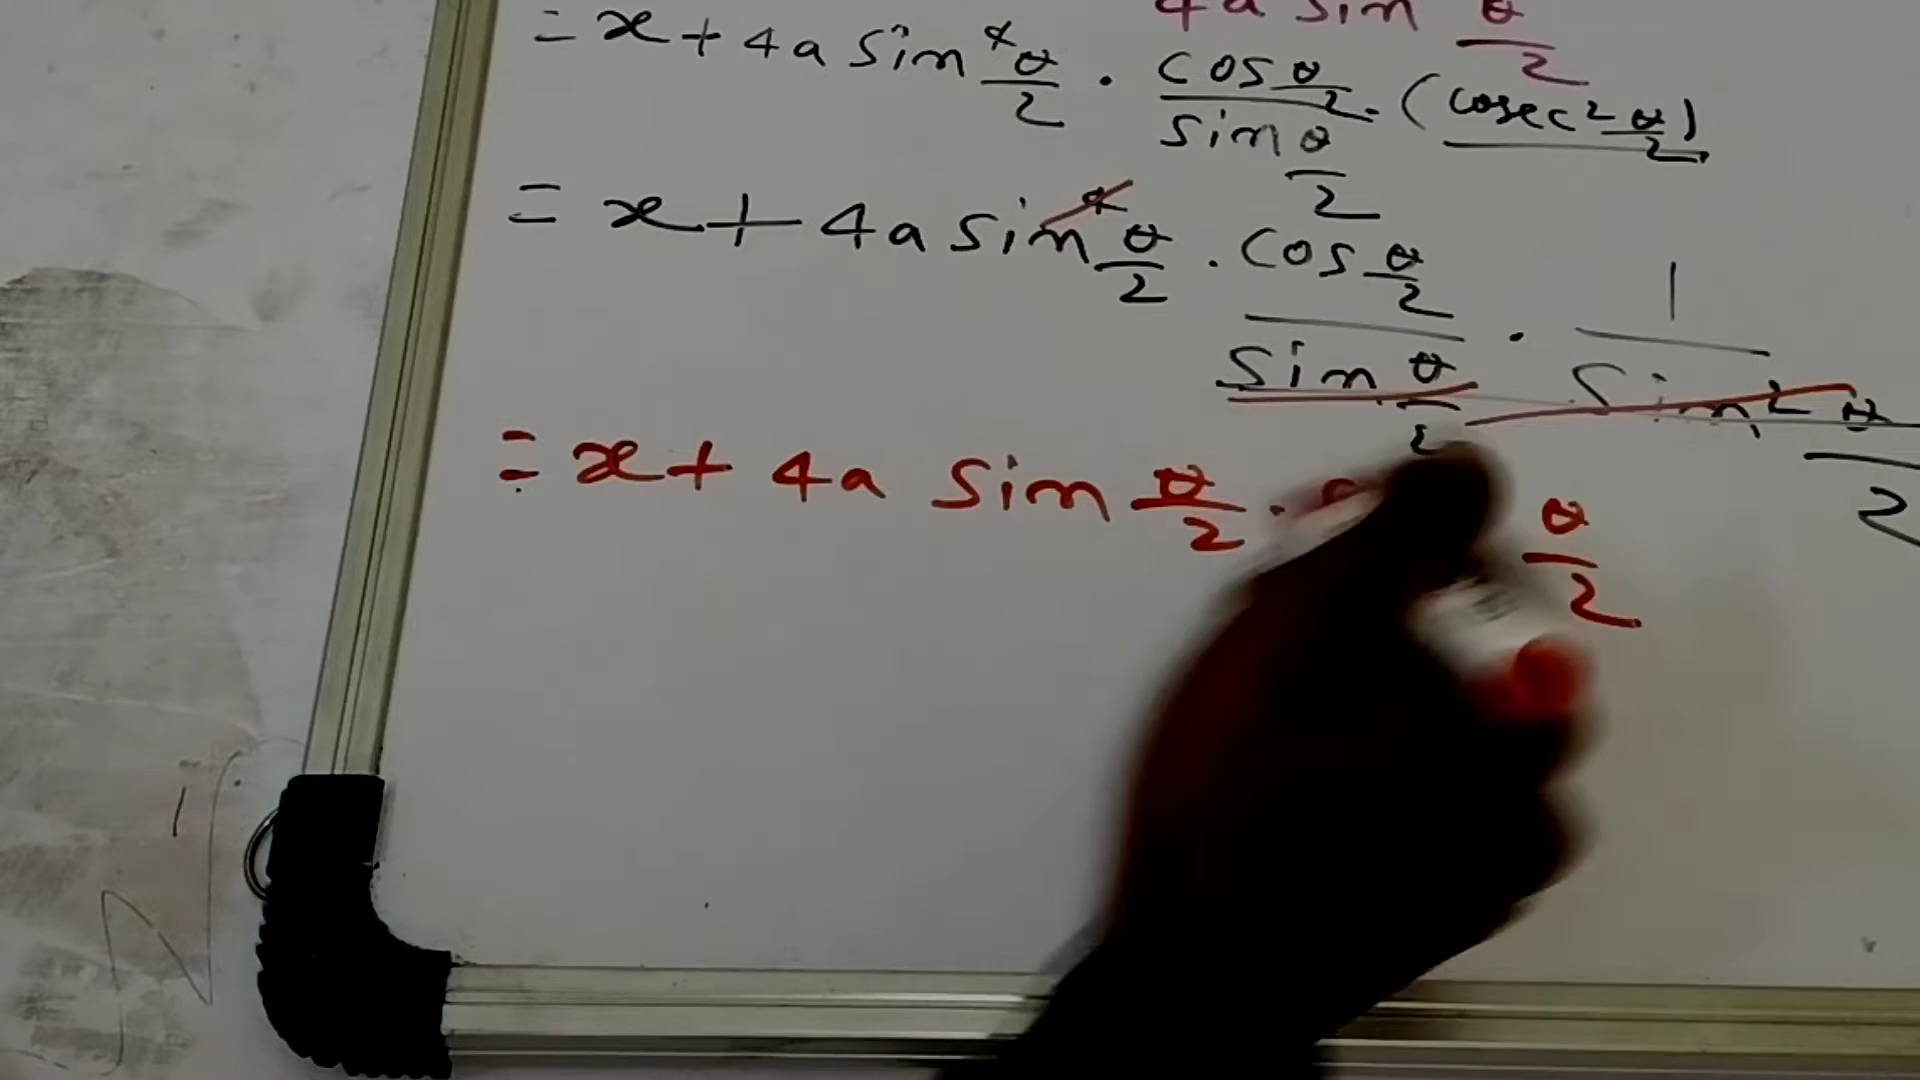 4a sin θ/2
= x + 4a sin⁴ θ/2 · cos θ/2 / sin θ/2 · (cosec² θ/2)
= x + 4a sin⁴ θ/2 · cos θ/2 / sin θ/2 · 1 / sin² θ/2
= x + 4a sin θ/2 · θ/2